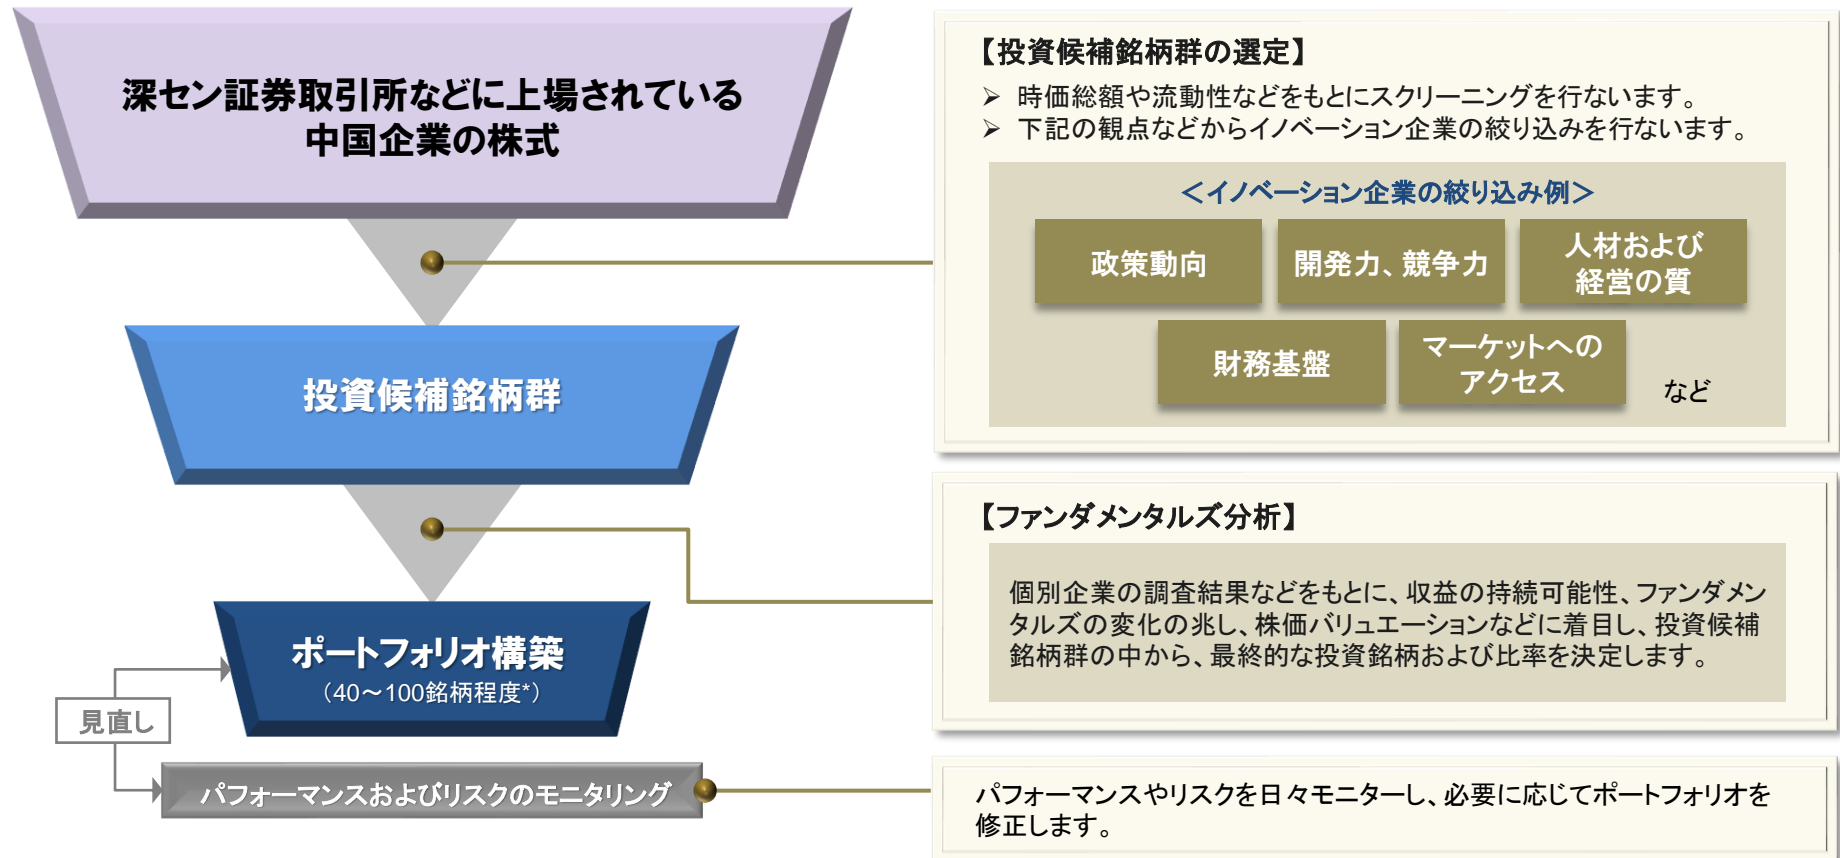 深セン証券取引所などに上場されている
中国企業の株式
投資候補銘柄群
ポートフォリオ構築
（40～100銘柄程度*）
見直し
パフォーマンスおよびリスクのモニタリング
【投資候補銘柄群の選定】
➢ 時価総額や流動性などをもとにスクリーニングを行ないます。
➢ 下記の観点などからイノベーション企業の絞り込みを行ないます。
＜イノベーション企業の絞り込み例＞
政策動向
開発力、競争力
人材および
経営の質
財務基盤
マーケットへの
アクセス
など
【ファンダメンタルズ分析】
個別企業の調査結果などをもとに、収益の持続可能性、ファンダメン
タルズの変化の兆し、株価バリュエーションなどに着目し、投資候補
銘柄群の中から、最終的な投資銘柄および比率を決定します。
パフォーマンスやリスクを日々モニターし、必要に応じてポートフォリオを
修正します。